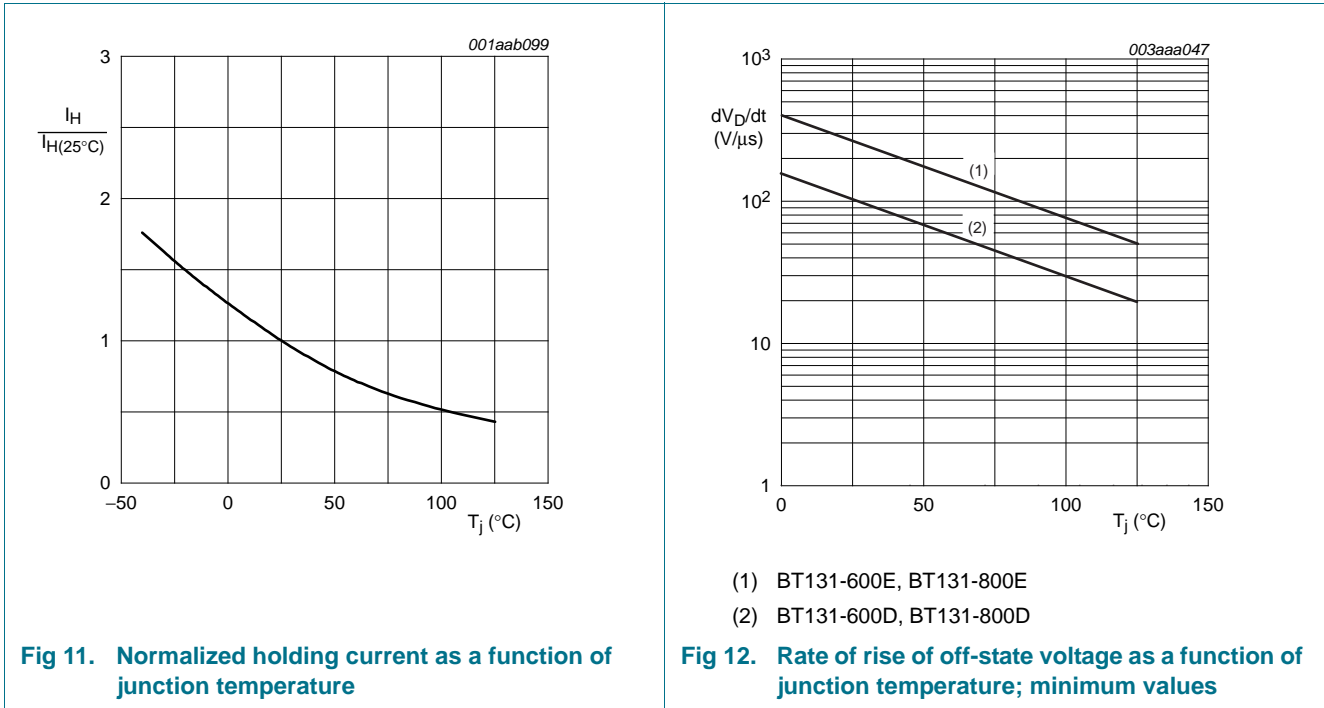 001aab099
3
I_H
I_H(25°C)
2
1
0
–50
0
50
100
150
T_j (°C)
Fig 11. Normalized holding current as a function of
junction temperature
003aaa047
10³
dV_D/dt
(V/μs)
(1)
10²
(2)
10
1
0
50
100
150
T_j (°C)
(1) BT131-600E, BT131-800E
(2) BT131-600D, BT131-800D
Fig 12. Rate of rise of off-state voltage as a function of
junction temperature; minimum values